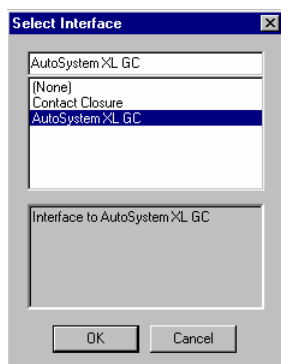 Select Interface
AutoSystem XL GC
(None)
Contact Closure
AutoSystem XL GC
Interface to AutoSystem XL GC
OK
Cancel